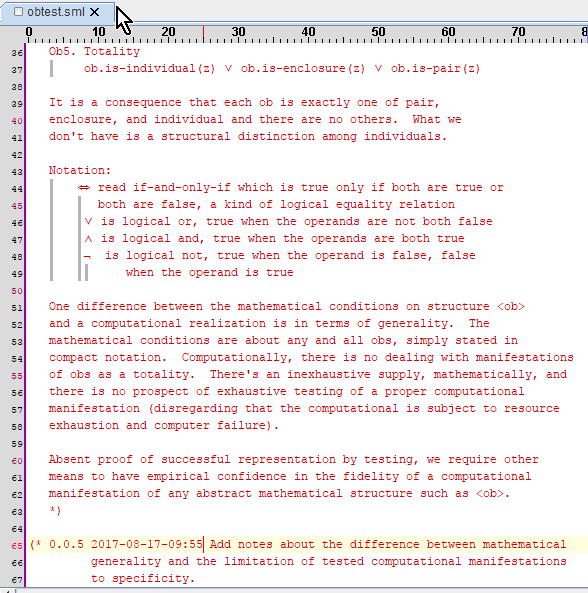 obtest.sml
0 10 20 30 40 50 60 70 8
36 Ob5. Totality
37 ob.is-individual(z) ∨ ob.is-enclosure(z) ∨ ob.is-pair(z)
38
39 It is a consequence that each ob is exactly one of pair,
40 enclosure, and individual and there are no others. What we
41 don't have is a structural distinction among individuals.
42
43 Notation:
44 ⇔ read if-and-only-if which is true only if both are true or
45 both are false, a kind of logical equality relation
46 ∨ is logical or, true when the operands are not both false
47 ∧ is logical and, true when the operands are both true
48 ¬ is logical not, true when the operand is false, false
49 when the operand is true
50
51 One difference between the mathematical conditions on structure <ob>
52 and a computational realization is in terms of generality. The
53 mathematical conditions are about any and all obs, simply stated in
54 compact notation. Computationally, there is no dealing with manifestations
55 of obs as a totality. There's an inexhaustive supply, mathematically, and
56 there is no prospect of exhaustive testing of a proper computational
57 manifestation (disregarding that the computational is subject to resource
58 exhaustion and computer failure).
59
60 Absent proof of successful representation by testing, we require other
61 means to have empirical confidence in the fidelity of a computational
62 manifestation of any abstract mathematical structure such as <ob>.
63 *)
64
65 (* 0.0.5 2017-08-17-09:55 Add notes about the difference between mathematical
66 generality and the limitation of tested computational manifestations
67 to specificity.